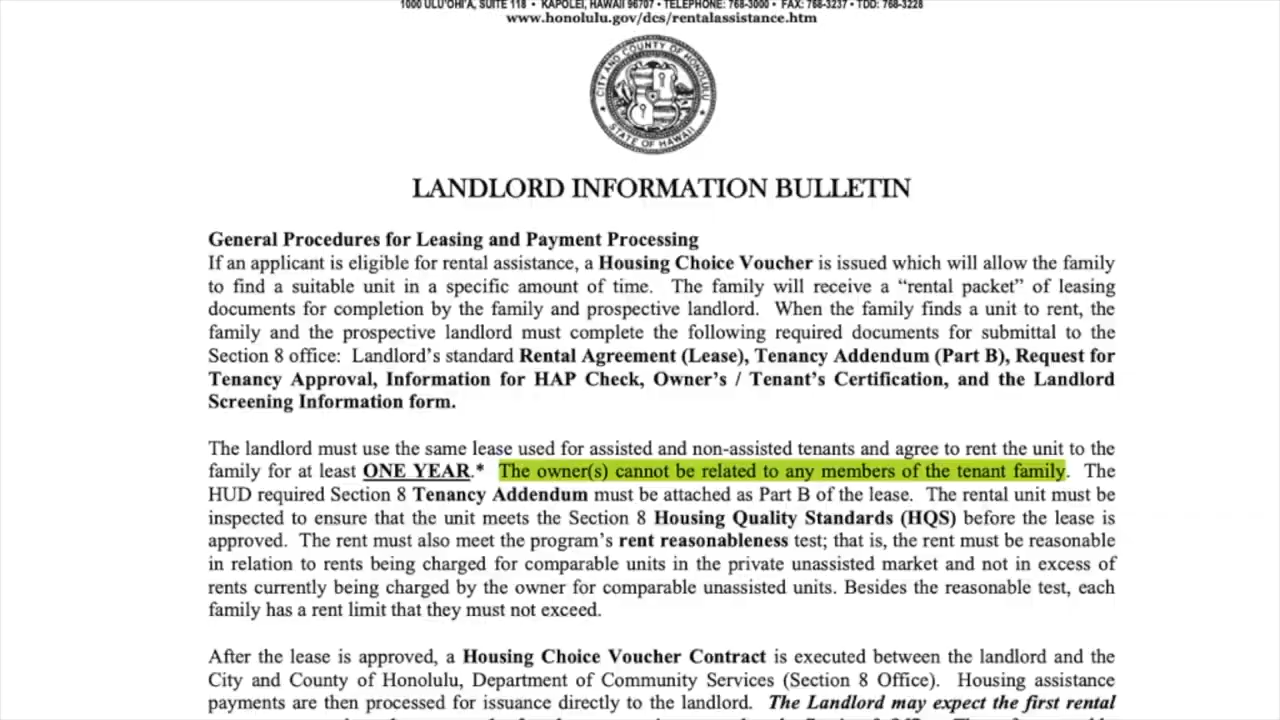 1000 ULU'OHI'A, SUITE 118 • KAPOLEI, HAWAII 96707 • TELEPHONE: 768-3000 • FAX: 768-3237 • TDD: 768-3228
www.honolulu.gov/dcs/rentalassistance.htm
CITY AND COUNTY OF HONOLULU
STATE OF HAWAII
LANDLORD INFORMATION BULLETIN
General Procedures for Leasing and Payment Processing
If an applicant is eligible for rental assistance, a Housing Choice Voucher is issued which will allow the family
to find a suitable unit in a specific amount of time. The family will receive a “rental packet” of leasing
documents for completion by the family and prospective landlord. When the family finds a unit to rent, the
family and the prospective landlord must complete the following required documents for submittal to the
Section 8 office: Landlord’s standard Rental Agreement (Lease), Tenancy Addendum (Part B), Request for
Tenancy Approval, Information for HAP Check, Owner’s / Tenant’s Certification, and the Landlord
Screening Information form.
The landlord must use the same lease used for assisted and non-assisted tenants and agree to rent the unit to the
family for at least ONE YEAR.* The owner(s) cannot be related to any members of the tenant family. The
HUD required Section 8 Tenancy Addendum must be attached as Part B of the lease. The rental unit must be
inspected to ensure that the unit meets the Section 8 Housing Quality Standards (HQS) before the lease is
approved. The rent must also meet the program’s rent reasonableness test; that is, the rent must be reasonable
in relation to rents being charged for comparable units in the private unassisted market and not in excess of
rents currently being charged by the owner for comparable unassisted units. Besides the reasonable test, each
family has a rent limit that they must not exceed.
After the lease is approved, a Housing Choice Voucher Contract is executed between the landlord and the
City and County of Honolulu, Department of Community Services (Section 8 Office). Housing assistance
payments are then processed for issuance directly to the landlord. The Landlord may expect the first rental